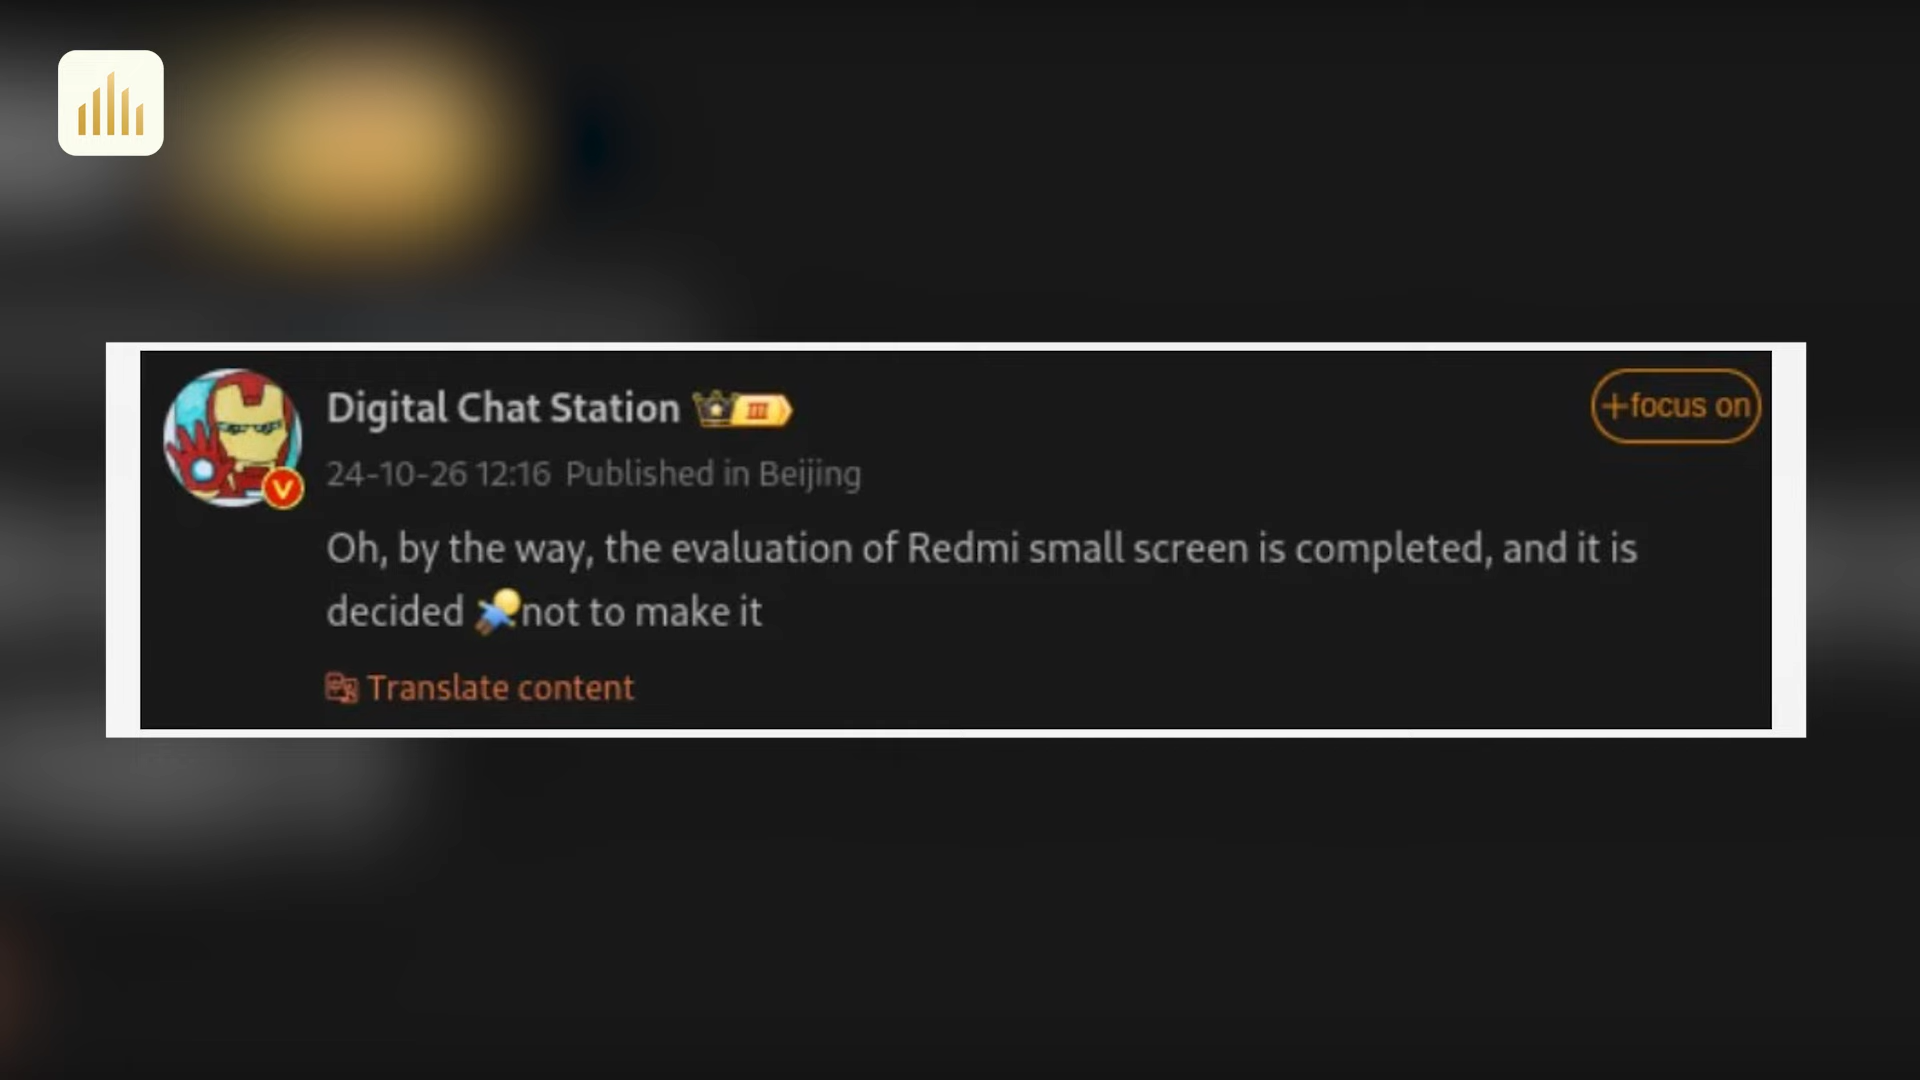 Digital Chat Station III
24-10-26 12:16 Published in Beijing
+focus on
Oh, by the way, the evaluation of Redmi small screen is completed, and it is
decided not to make it
Translate content